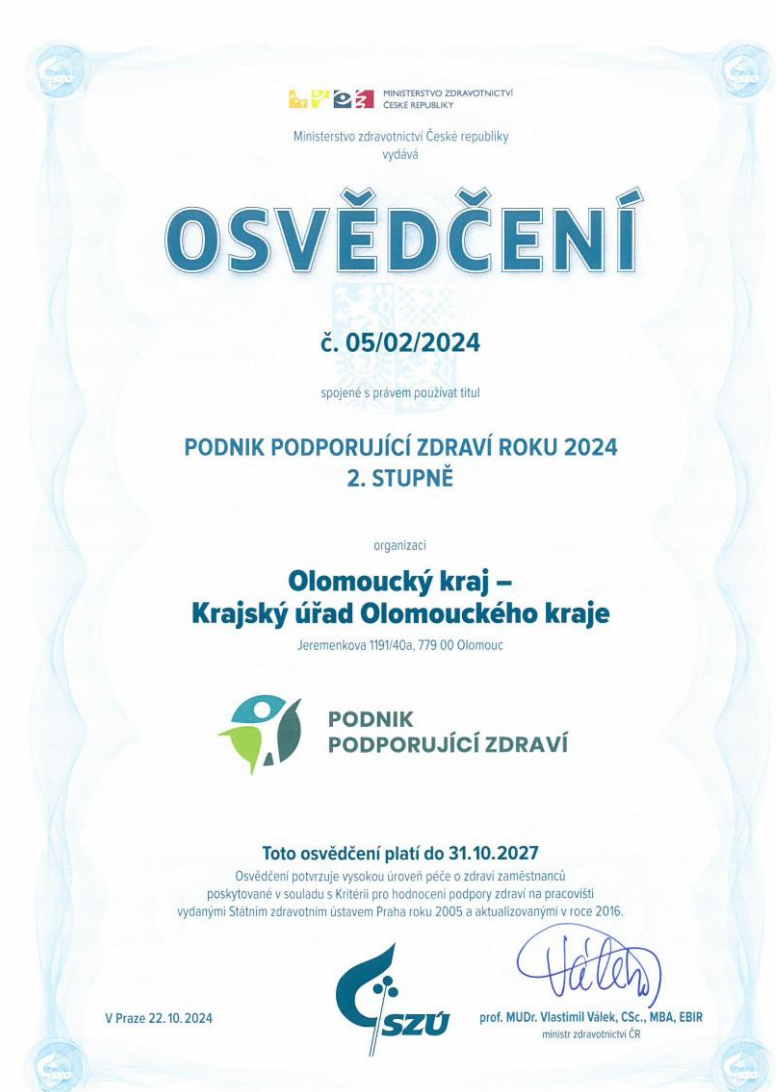 MINISTERSTVO ZDRAVOTNICTVÍ
ČESKÉ REPUBLIKY
Ministerstvo zdravotnictví České republiky
vydává
OSVĚDČENÍ
č. 05/02/2024
spojené s právem používat titul
PODNIK PODPORUJÍCÍ ZDRAVÍ ROKU 2024
2. STUPNĚ
organizaci
Olomoucký kraj –
Krajský úřad Olomouckého kraje
Jeremenkova 1191/40a, 779 00 Olomouc
PODNIK
PODPORUJÍCÍ ZDRAVÍ
Toto osvědčení platí do 31.10.2027
Osvědčení potvrzuje vysokou úroveň péče o zdraví zaměstnanců
poskytované v souladu s Kritérii pro hodnocení podpory zdraví na pracovišti
vydanými Státním zdravotním ústavem Praha roku 2005 a aktualizovanými v roce 2016.
Válek
V Praze 22.10.2024
SZÚ
prof. MUDr. Vlastimil Válek, CSc., MBA, EBIR
ministr zdravotnictví ČR